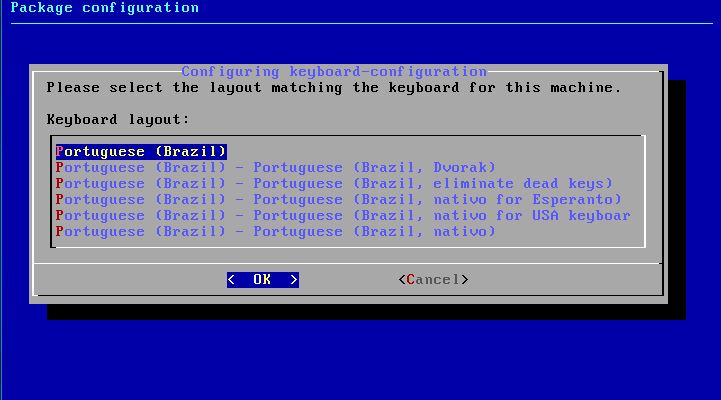 Package configuration
Configuring keyboard-configuration
Please select the layout matching the keyboard for this machine.
Keyboard layout:
Portuguese (Brazil)
Portuguese (Brazil) - Portuguese (Brazil, Dvorak)
Portuguese (Brazil) - Portuguese (Brazil, eliminate dead keys)
Portuguese (Brazil) - Portuguese (Brazil, nativo for Esperanto)
Portuguese (Brazil) - Portuguese (Brazil, nativo for USA keyboar
Portuguese (Brazil) - Portuguese (Brazil, nativo)
< OK > <Cancel>